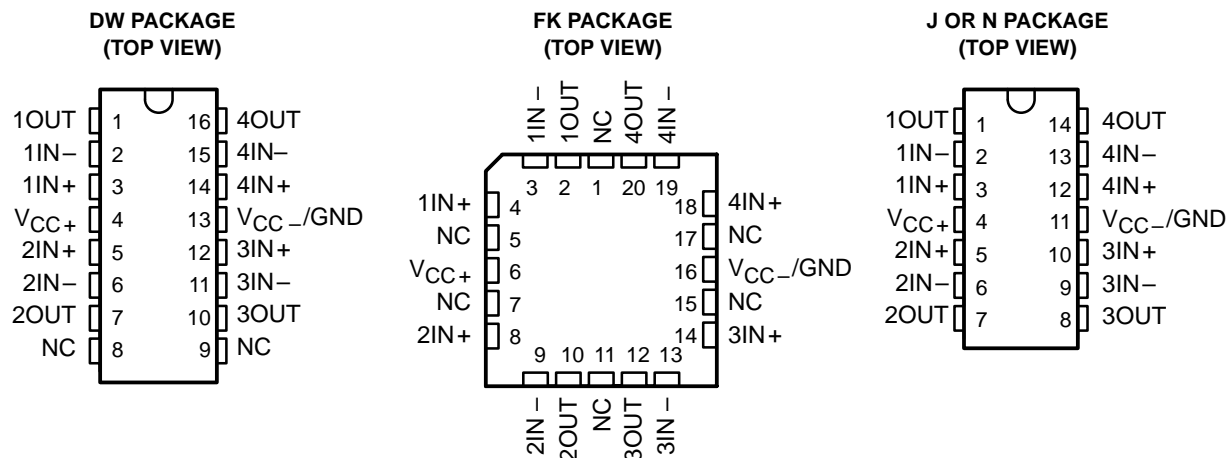 DW PACKAGE
(TOP VIEW)
1OUT 1 16 4OUT
1IN− 2 15 4IN−
1IN+ 3 14 4IN+
VCC+ 4 13 VCC−/GND
2IN+ 5 12 3IN+
2IN− 6 11 3IN−
2OUT 7 10 3OUT
NC 8 9 NC
FK PACKAGE
(TOP VIEW)
1IN− 1OUT NC 4OUT 4IN−
3 2 1 20 19
1IN+ 4 18 4IN+
NC 5 17 NC
VCC+ 6 16 VCC−/GND
NC 7 15 NC
2IN+ 8 14 3IN+
9 10 11 12 13
2IN− 2OUT NC 3OUT 3IN−
J OR N PACKAGE
(TOP VIEW)
1OUT 1 14 4OUT
1IN− 2 13 4IN−
1IN+ 3 12 4IN+
VCC+ 4 11 VCC−/GND
2IN+ 5 10 3IN+
2IN− 6 9 3IN−
2OUT 7 8 3OUT